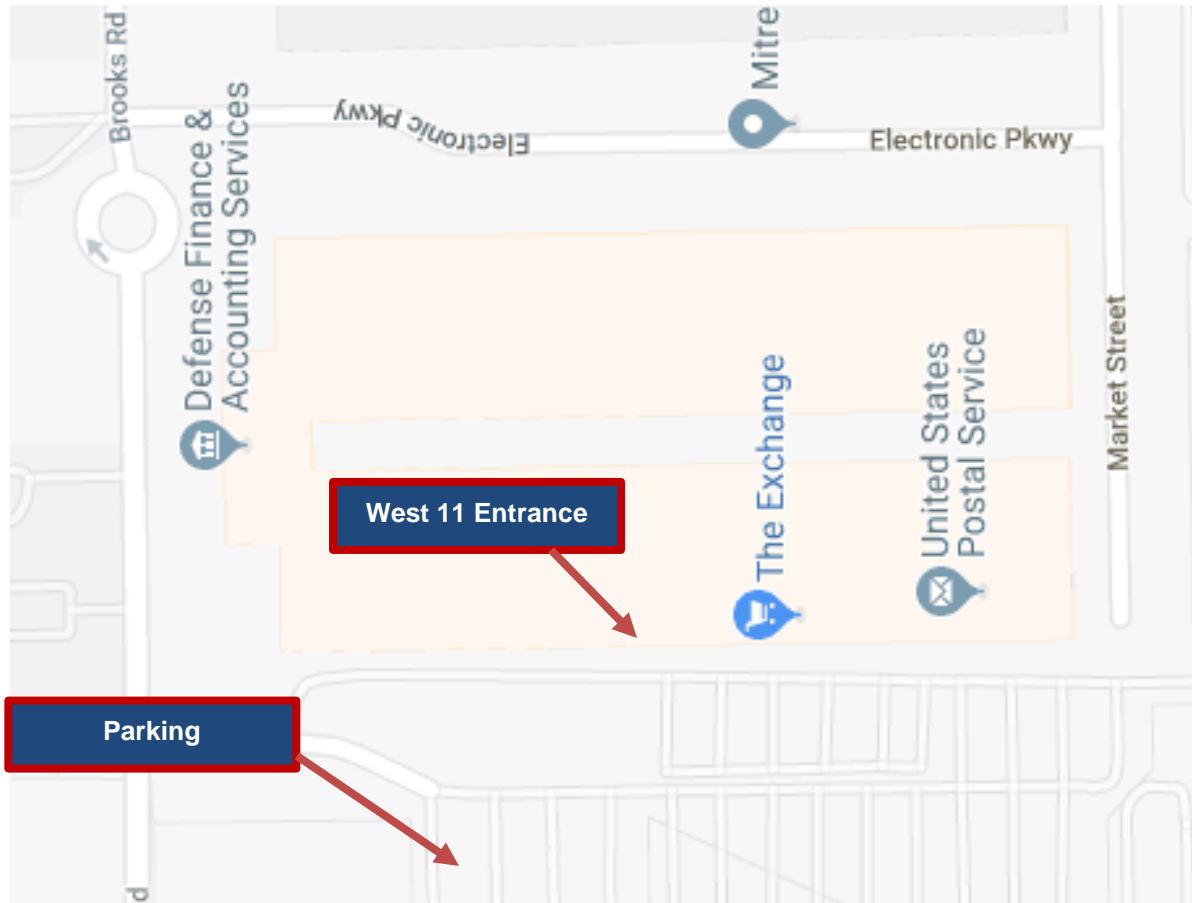 Brooks Rd
Mitre
Electronic Pkwy
Electronic Pkwy
Defense Finance &
Accounting Services
Market Street
The Exchange
United States
Postal Service
West 11 Entrance
Parking
d